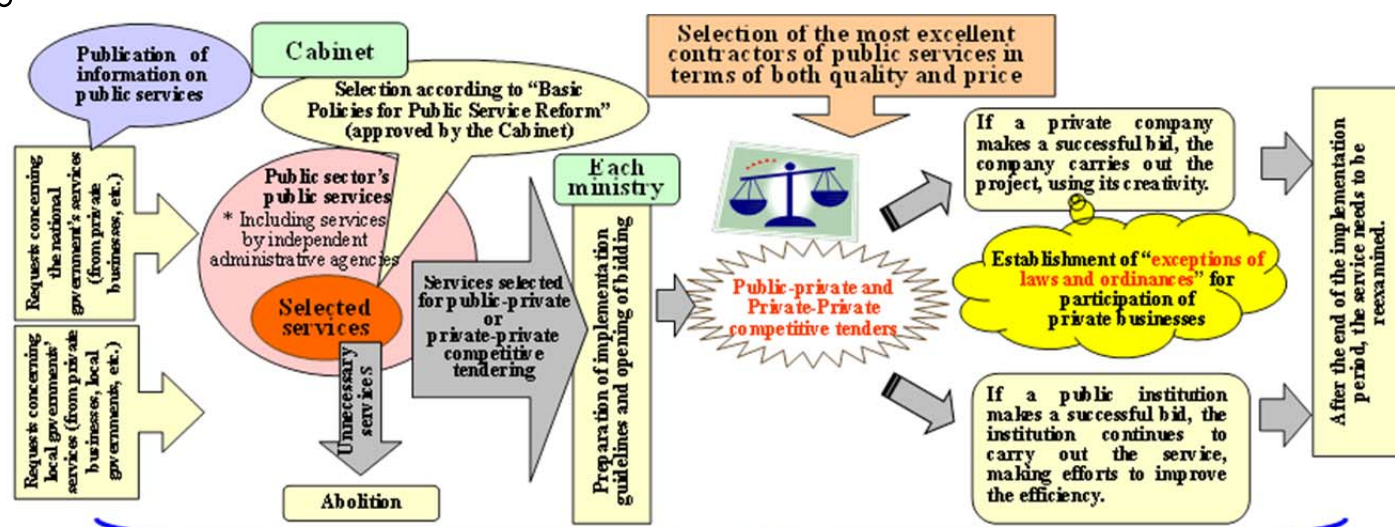 Publication of
information on
public services
Cabinet
Selection according to “Basic
Policies for Public Service Reform”
(approved by the Cabinet)
Selection of the most excellent
contractors of public services in
terms of both quality and price
Requests concerning
the national
government’s services
(from private
businesses, etc.)
Requests concerning
local governments’
services (from private
businesses, local
governments, etc.)
Public sector’s
public services
* Including services
by independent
administrative agencies
Selected
services
Unnecessary
services
Abolition
Services selected
for public-private
or
private-private
competitive
tendering
Each
ministry
Preparation of implementation
guidelines and opening of bidding
Public-private and
Private-Private
competitive tenders
If a private company
makes a successful bid, the
company carries out the
project, using its creativity.
Establishment of “exceptions of
laws and ordinances” for
participation of
private businesses
If a public institution
makes a successful bid, the
institution continues to
carry out the service,
making efforts to improve
the efficiency.
After the end of the implementation
period, the service needs to be
reexamined.